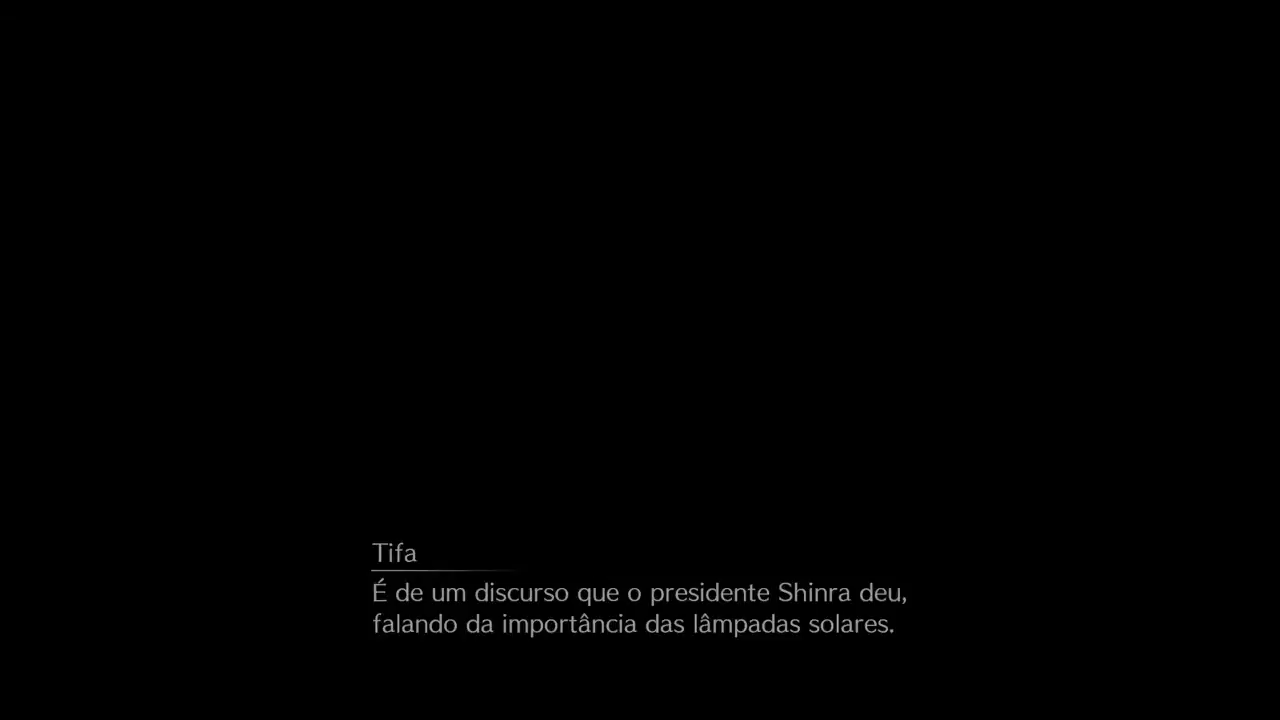 Tifa
É de um discurso que o presidente Shinra deu,
falando da importância das lâmpadas solares.